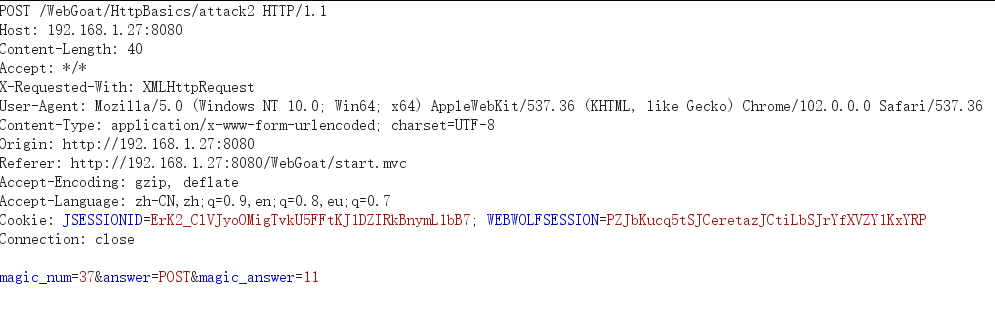 POST /WebGoat/HttpBasics/attack2 HTTP/1.1
Host: 192.168.1.27:8080
Content-Length: 40
Accept: */*
X-Requested-With: XMLHttpRequest
User-Agent: Mozilla/5.0 (Windows NT 10.0; Win64; x64) AppleWebKit/537.36 (KHTML, like Gecko) Chrome/102.0.0.0 Safari/537.36
Content-Type: application/x-www-form-urlencoded; charset=UTF-8
Origin: http://192.168.1.27:8080
Referer: http://192.168.1.27:8080/WebGoat/start.mvc
Accept-Encoding: gzip, deflate
Accept-Language: zh-CN,zh;q=0.9,en;q=0.8,eu;q=0.7
Cookie: JSESSIONID=ErK2_C1VJyoOMigTvkU5FFtKJ1DZIRkBnymL1bB7; WEBWOLFSESSION=PZJbKucq5tSJCeretazJCtiLbSJrYfXVZY1KxYRP
Connection: close
magic_num=37&answer=POST&magic_answer=11